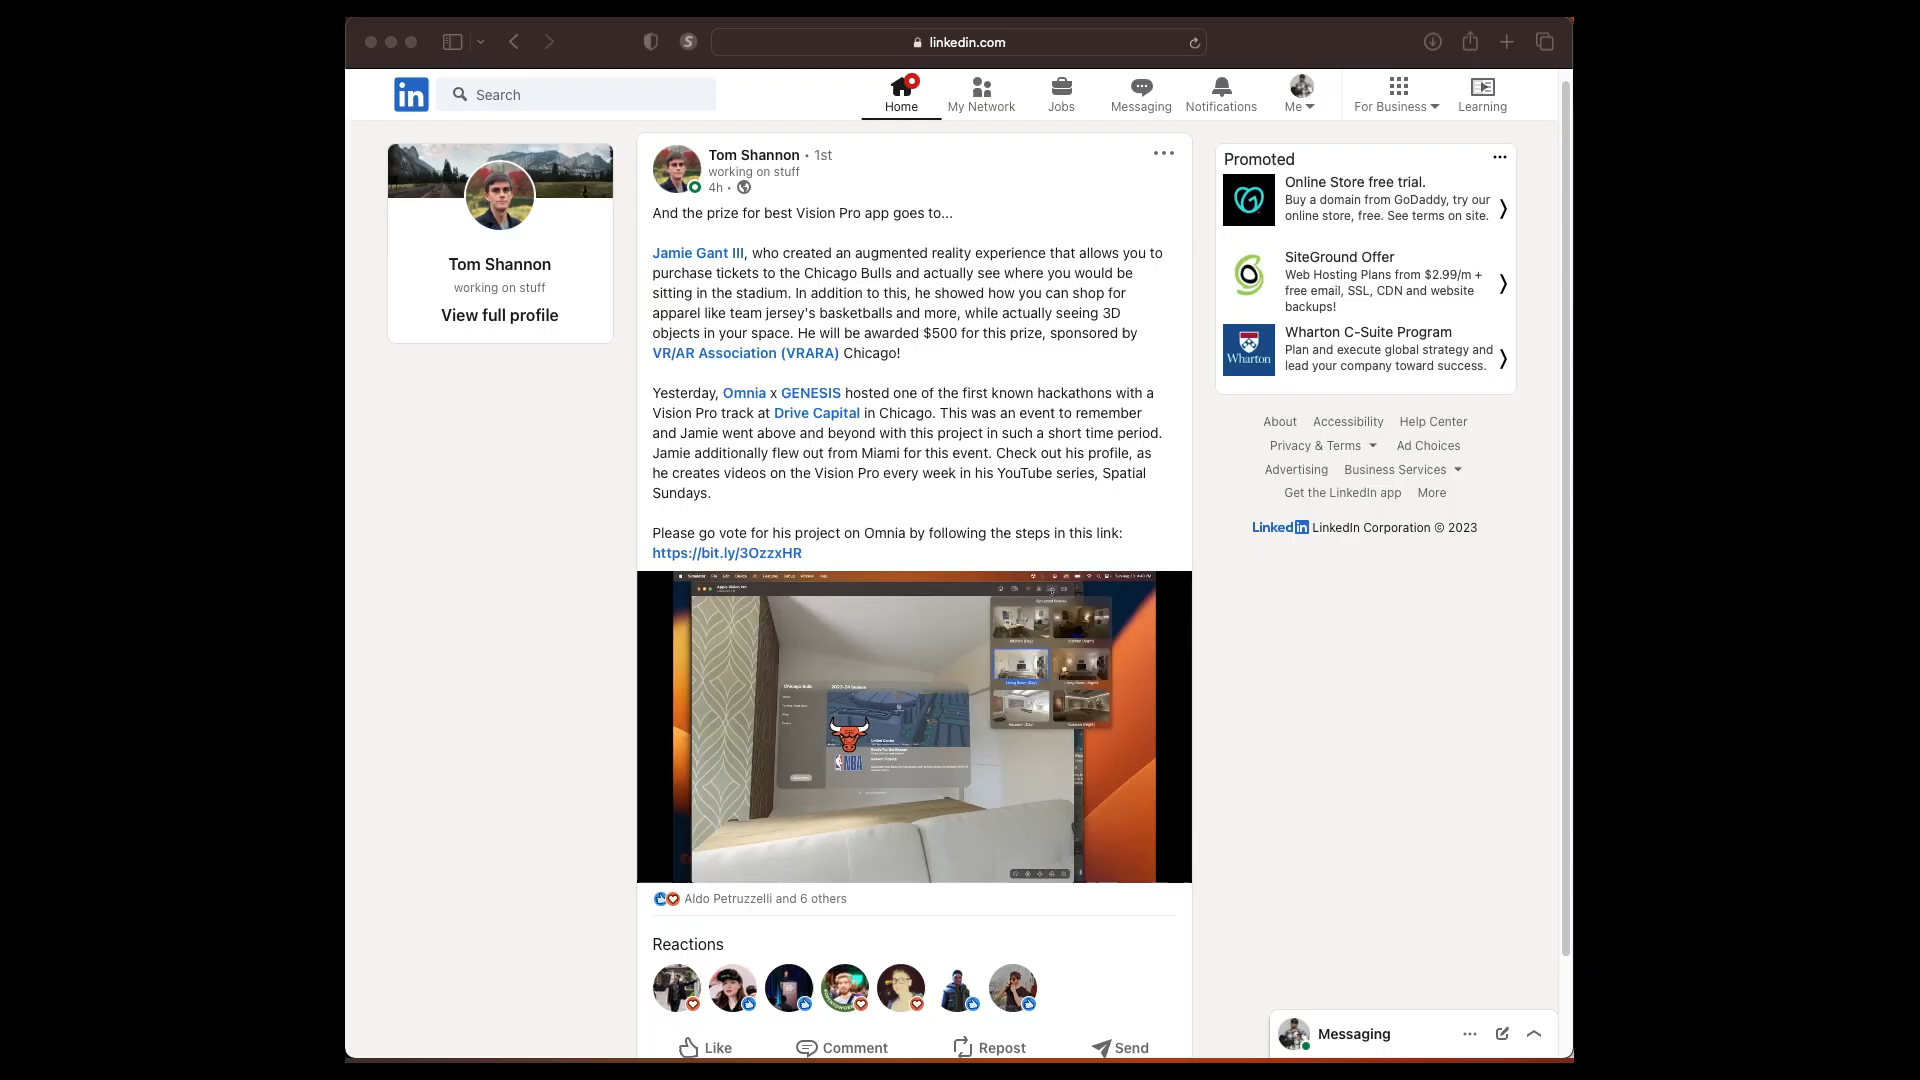 linkedin.com
in
Search
Home
My Network
Jobs
Messaging
Notifications
Me
For Business
Learning
Tom Shannon
working on stuff
View full profile
Tom Shannon • 1st
working on stuff
4h •
And the prize for best Vision Pro app goes to...
Jamie Gant III, who created an augmented reality experience that allows you to
purchase tickets to the Chicago Bulls and actually see where you would be
sitting in the stadium. In addition to this, he showed how you can shop for
apparel like team jersey's basketballs and more, while actually seeing 3D
objects in your space. He will be awarded $500 for this prize, sponsored by
VR/AR Association (VRARA) Chicago!
Yesterday, Omnia x GENESIS hosted one of the first known hackathons with a
Vision Pro track at Drive Capital in Chicago. This was an event to remember
and Jamie went above and beyond with this project in such a short time period.
Jamie additionally flew out from Miami for this event. Check out his profile, as
he creates videos on the Vision Pro every week in his YouTube series, Spatial
Sundays.
Please go vote for his project on Omnia by following the steps in this link:
https://bit.ly/3OzzxHR
Chicago Bulls
2023-24 Season
United Center
NBA
Aldo Petruzzelli and 6 others
Reactions
Like
Comment
Repost
Send
Promoted
Online Store free trial.
Buy a domain from GoDaddy, try our
online store, free. See terms on site.
SiteGround Offer
Web Hosting Plans from $2.99/m +
free email, SSL, CDN and website
backups!
Wharton
Wharton C-Suite Program
Plan and execute global strategy and
lead your company toward success.
About Accessibility Help Center
Privacy & Terms Ad Choices
Advertising Business Services
Get the LinkedIn app More
LinkedIn LinkedIn Corporation © 2023
Messaging